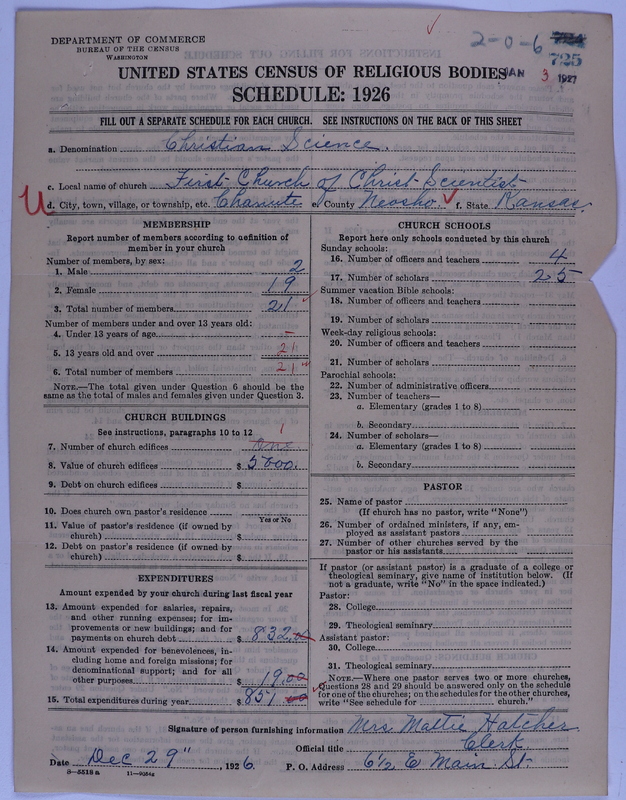 DEPARTMENT OF COMMERCE
BUREAU OF THE CENSUS
WASHINGTON
2-0-6
725
JAN 3 1927
UNITED STATES CENSUS OF RELIGIOUS BODIES
SCHEDULE: 1926
FILL OUT A SEPARATE SCHEDULE FOR EACH CHURCH. SEE INSTRUCTIONS ON THE BACK OF THIS SHEET
a. Denomination Christian Science.
c. Local name of church First Church of Christ Scientist
d. City, town, village, or township, etc. Chanute e County Neosho f. State. Kansas
MEMBERSHIP
Report number of members according to definition of
member in your church
Number of members, by sex:
1. Male 2
2. Female 19
3. Total number of members 21
Number of members under and over 13 years old:
4. Under 13 years of age -
5. 13 years old and over 21
6. Total number of members 21
NOTE.—The total given under Question 6 should be the
same as the total of males and females given under Question 3.
CHURCH BUILDINGS
See instructions, paragraphs 10 to 12
7. Number of church edifices One 1
8. Value of church edifices $ 5000.
9. Debt on church edifices $
10. Does church own pastor's residence
Yes or No
11. Value of pastor's residence (if owned by
church) $
12. Debt on pastor's residence (if owned by
church) $
EXPENDITURES
Amount expended by your church during last fiscal year
13. Amount expended for salaries, repairs,
and other running expenses; for im-
provements or new buildings; and for
payments on church debt $ 832.00
14. Amount expended for benevolences, in-
cluding home and foreign missions; for
denominational support; and for all
other purposes $ 19.00
15. Total expenditures during year $ 851 00
CHURCH SCHOOLS
Report here only schools conducted by this church
Sunday schools:
16. Number of officers and teachers 4
17. Number of scholars 25
Summer vacation Bible schools:
18. Number of officers and teachers
19. Number of scholars
Week-day religious schools:
20. Number of officers and teachers
21. Number of scholars
Parochial schools:
22. Number of administrative officers
23. Number of teachers—
a. Elementary (grades 1 to 8)
b. Secondary
24. Number of scholars—
a. Elementary (grades 1 to 8)
b. Secondary
PASTOR
25. Name of pastor
(If church has no pastor, write "None")
26. Number of ordained ministers, if any, em-
ployed as assistant pastors
27. Number of other churches served by the
pastor or his assistants
If pastor (or assistant pastor) is a graduate of a college or
theological seminary, give name of institution below. (If
not a graduate, write "No" in the space indicated.)
Pastor:
28. College
29. Theological seminary
Assistant pastor:
30. College
31. Theological seminary
NOTE.—Where one pastor serves two or more churches,
Questions 28 and 29 should be answered only on the schedule
for one of the churches; on the schedules for the other churches,
write "See schedule for church."
Signature of person furnishing information Mrs. Mattie Hatcher
Official title Clerk
Date Dec 29", 1926. P. O. Address 61/2 E Main St.
8-5518 a 11-9264a